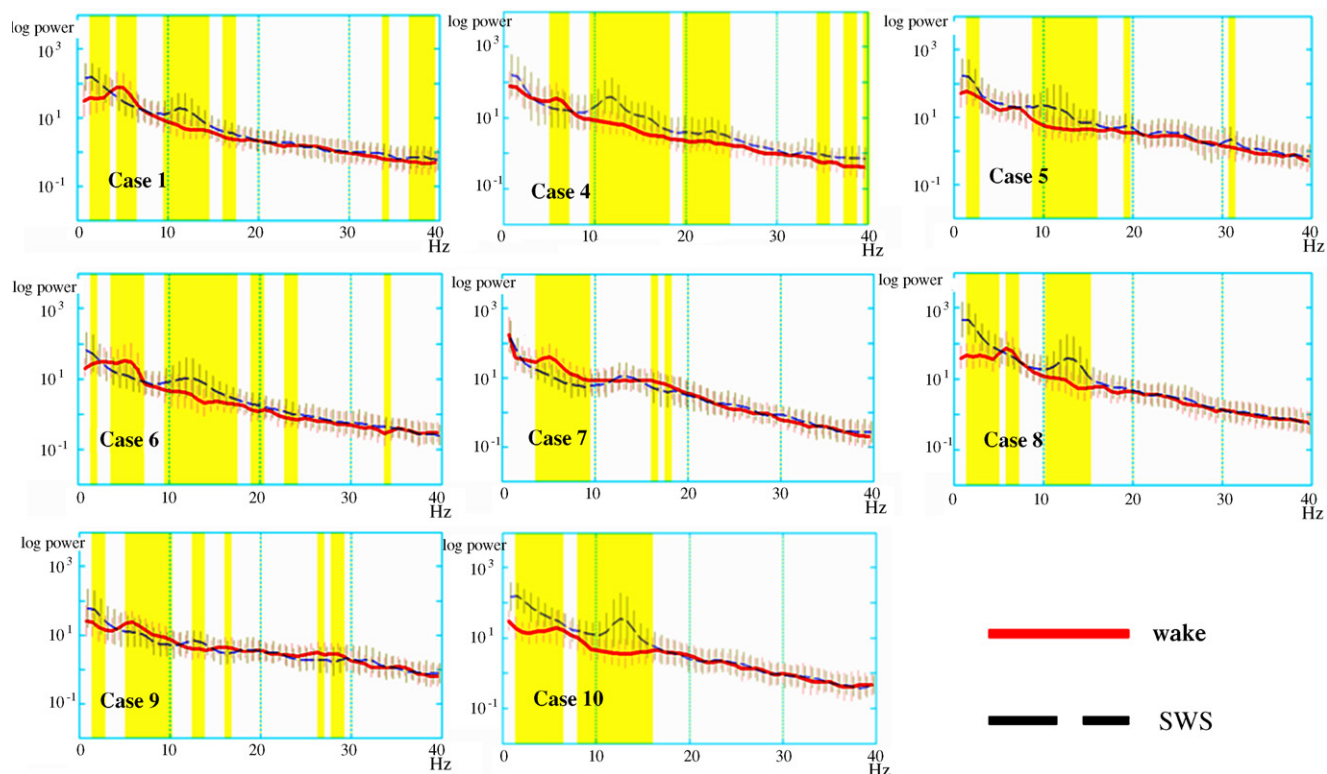 log power
10³
10¹
10⁻¹
Case 1
0 10 20 30 40
Hz
log power
10³
10¹
10⁻¹
Case 4
0 10 20 30 40
Hz
log power
10³
10¹
10⁻¹
Case 5
0 10 20 30 40
Hz
log power
10³
10¹
10⁻¹
Case 6
0 10 20 30 40
Hz
log power
10³
10¹
10⁻¹
Case 7
0 10 20 30 40
Hz
log power
10³
10¹
10⁻¹
Case 8
0 10 20 30 40
Hz
log power
10³
10¹
10⁻¹
Case 9
0 10 20 30 40
Hz
log power
10³
10¹
10⁻¹
Case 10
0 10 20 30 40
Hz
wake
SWS